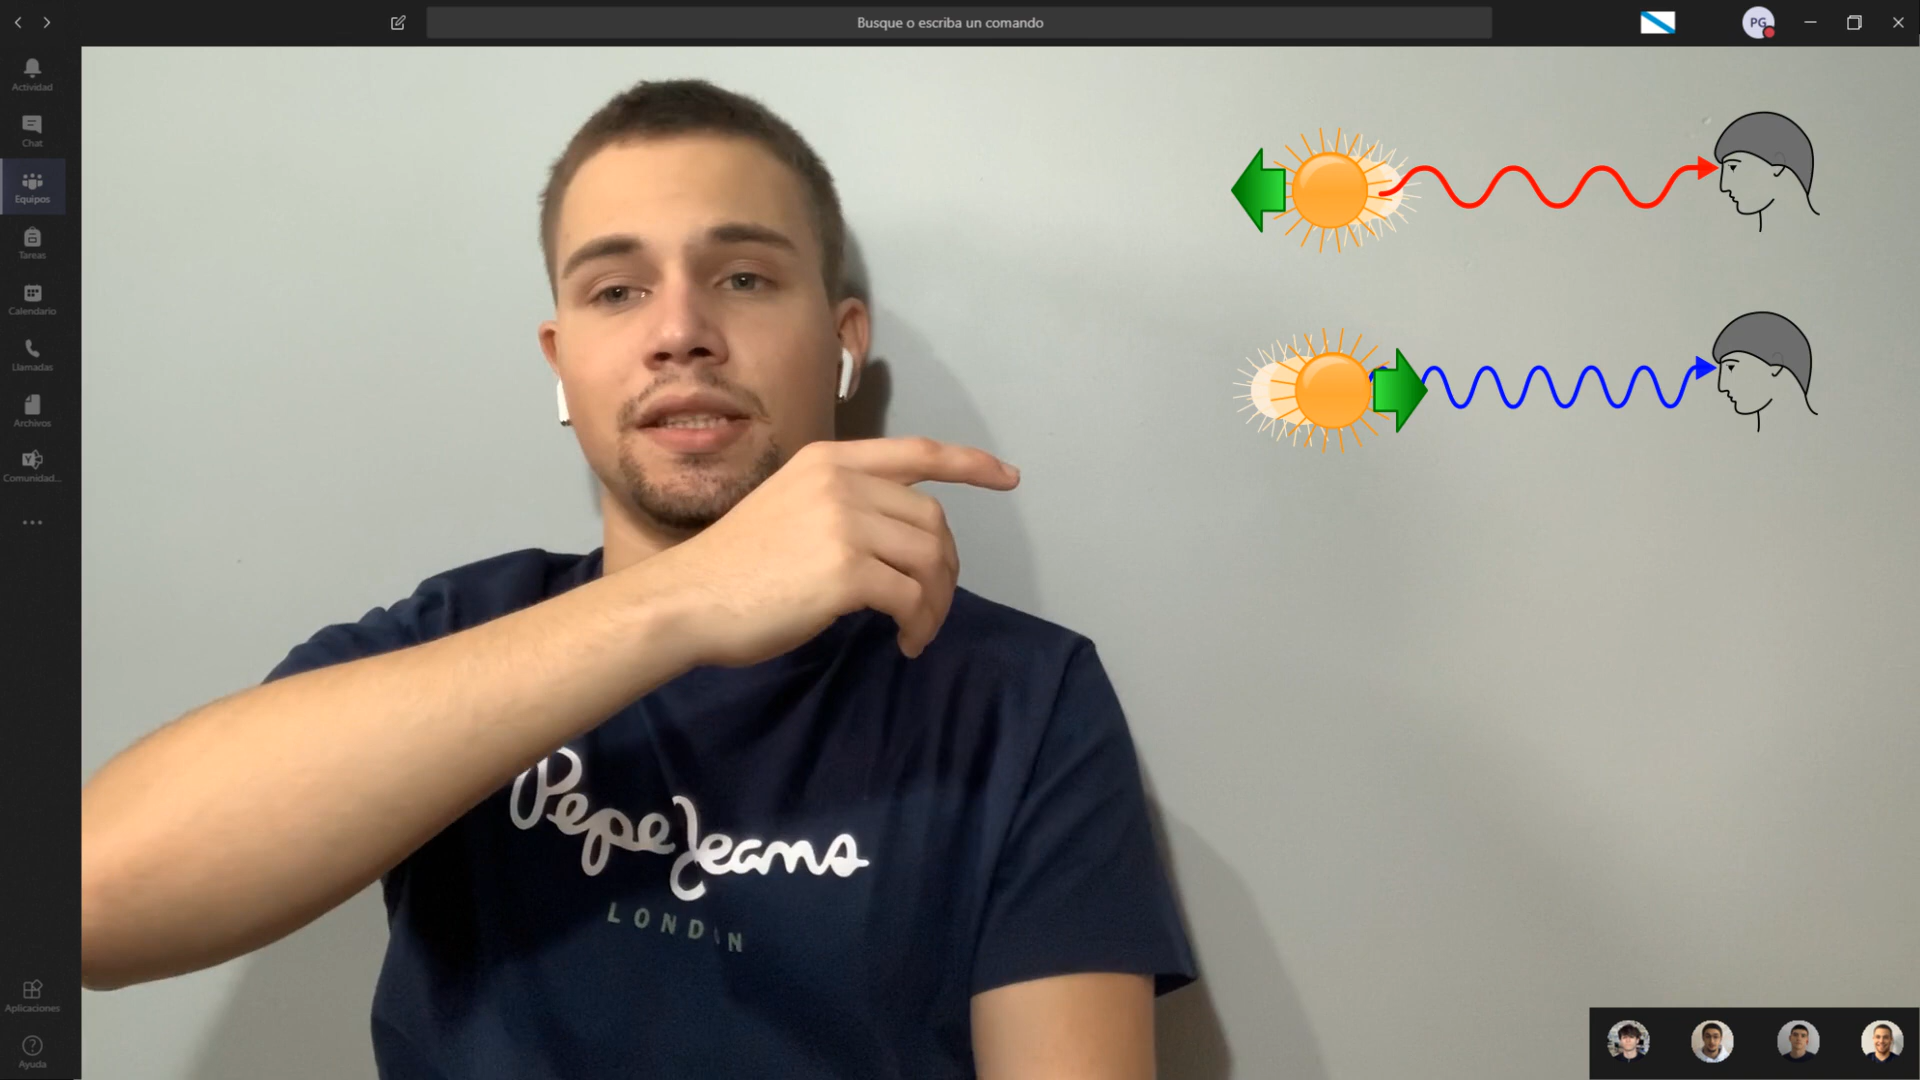 Busque o escriba un comando
PG
Actividad
Chat
Equipos
Tareas
Calendario
Llamadas
Archivos
Comunidad...
Aplicaciones
Ayuda
Pepe Jeans
LONDON